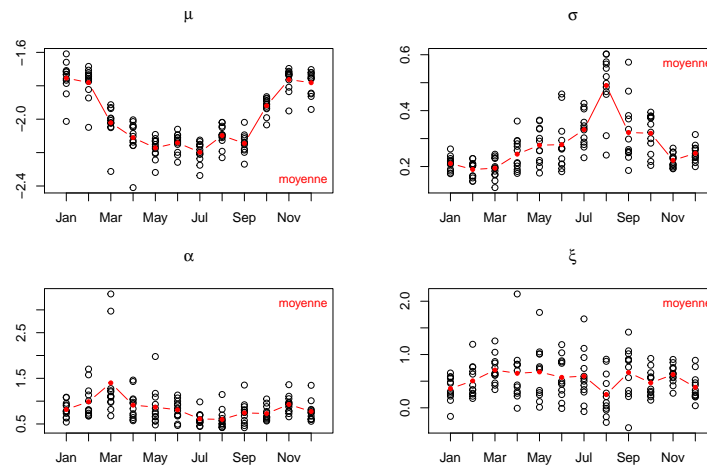 μ
−1.6
−2.0
−2.4
Jan Mar May Jul Sep Nov
moyenne
σ
0.6
0.4
0.2
Jan Mar May Jul Sep Nov
moyenne
α
2.5
1.5
0.5
Jan Mar May Jul Sep Nov
moyenne
ξ
2.0
1.0
0.0
Jan Mar May Jul Sep Nov
moyenne